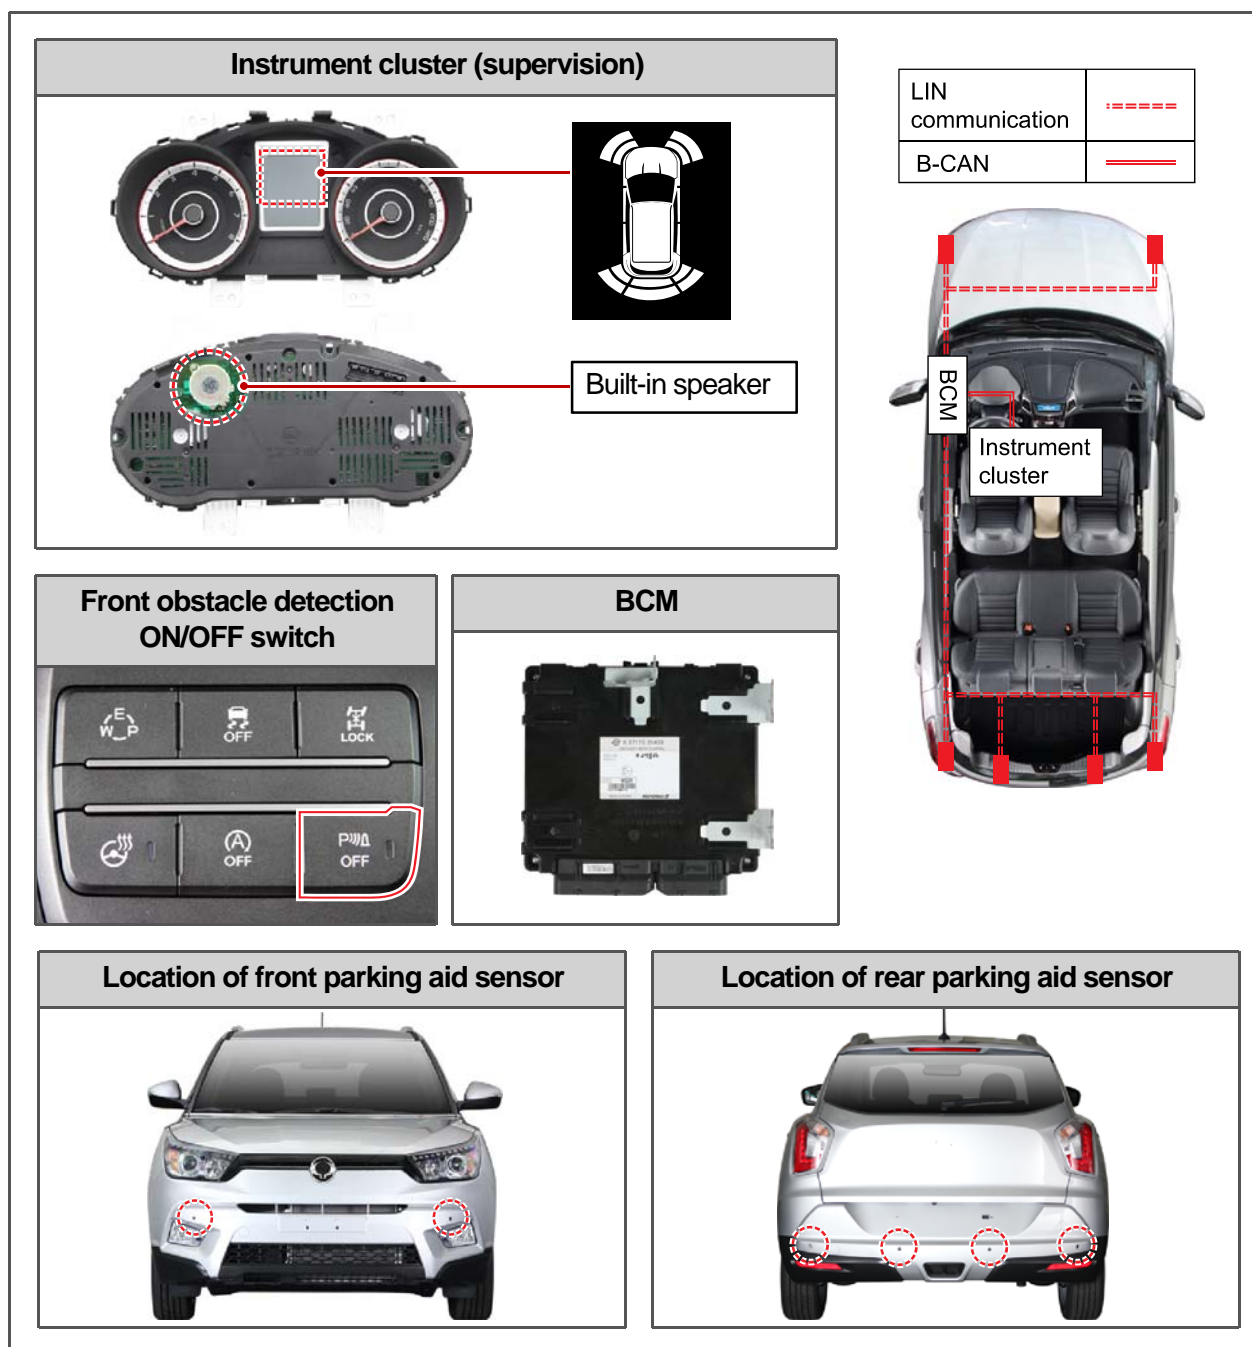 Instrument cluster (supervision)
LIN
communication
B-CAN
Built-in speaker
BCM
Instrument
cluster
Front obstacle detection
ON/OFF switch
BCM
E
W P
OFF
LOCK
A
OFF
P
OFF
Location of front parking aid sensor
Location of rear parking aid sensor